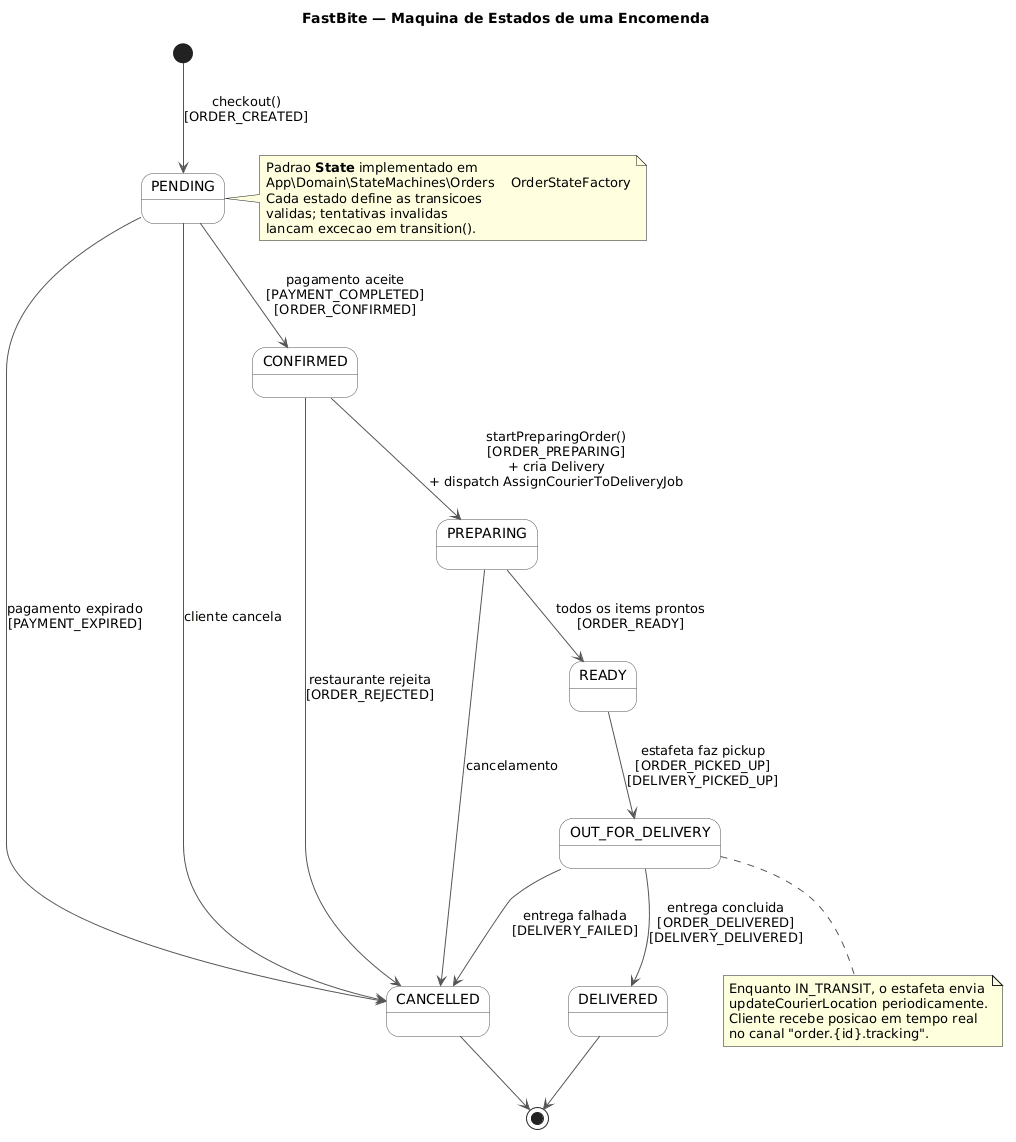 FastBite — Maquina de Estados de uma Encomenda
checkout()
[ORDER_CREATED]
PENDING
Padrao State implementado em
App\Domain\StateMachines\Orders    OrderStateFactory
Cada estado define as transicoes
validas; tentativas invalidas
lancam excecao em transition().
pagamento aceite
[PAYMENT_COMPLETED]
[ORDER_CONFIRMED]
CONFIRMED
startPreparingOrder()
[ORDER_PREPARING]
+ cria Delivery
+ dispatch AssignCourierToDeliveryJob
PREPARING
pagamento expirado
[PAYMENT_EXPIRED]
cliente cancela
todos os items prontos
[ORDER_READY]
restaurante rejeita
[ORDER_REJECTED]
READY
cancelamento
estafeta faz pickup
[ORDER_PICKED_UP]
[DELIVERY_PICKED_UP]
OUT_FOR_DELIVERY
entrega falhada
[DELIVERY_FAILED]
entrega concluida
[ORDER_DELIVERED]
[DELIVERY_DELIVERED]
CANCELLED
DELIVERED
Enquanto IN_TRANSIT, o estafeta envia
updateCourierLocation periodicamente.
Cliente recebe posicao em tempo real
no canal "order.{id}.tracking".